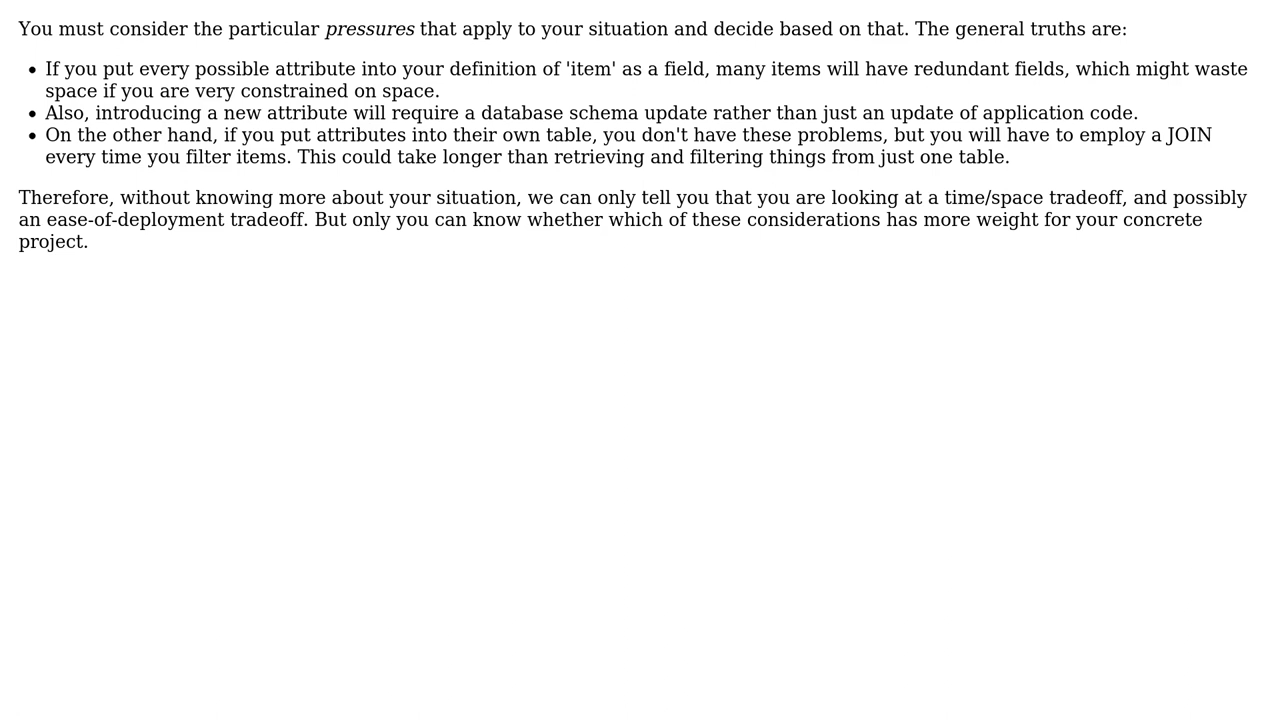 You must consider the particular pressures that apply to your situation and decide based on that. The general truths are:
• If you put every possible attribute into your definition of 'item' as a field, many items will have redundant fields, which might waste
space if you are very constrained on space.
• Also, introducing a new attribute will require a database schema update rather than just an update of application code.
• On the other hand, if you put attributes into their own table, you don't have these problems, but you will have to employ a JOIN
every time you filter items. This could take longer than retrieving and filtering things from just one table.
Therefore, without knowing more about your situation, we can only tell you that you are looking at a time/space tradeoff, and possibly
an ease-of-deployment tradeoff. But only you can know whether which of these considerations has more weight for your concrete
project.